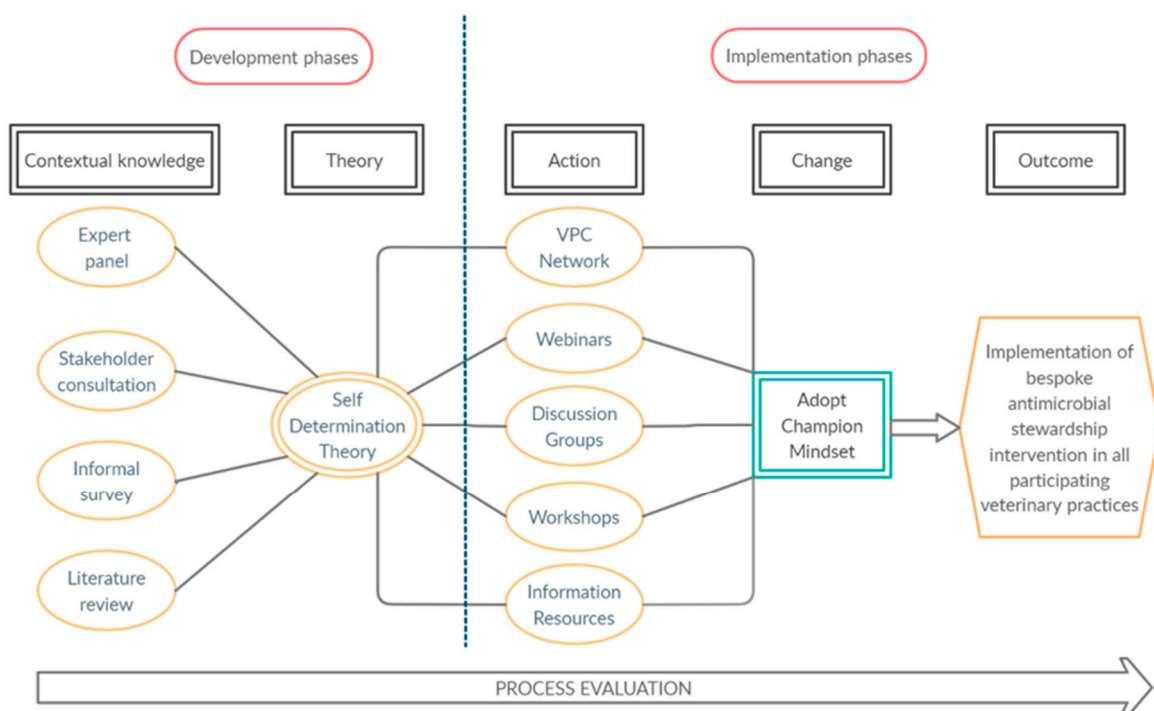 Development phases
Implementation phases
Contextual knowledge
Theory
Action
Change
Outcome
Expert
panel
Stakeholder
consultation
Informal
survey
Literature
review
Self
Determination
Theory
VPC
Network
Webinars
Discussion
Groups
Workshops
Information
Resources
Adopt
Champion
Mindset
Implementation of
bespoke
antimicrobial
stewardship
intervention in all
participating
veterinary practices
PROCESS EVALUATION